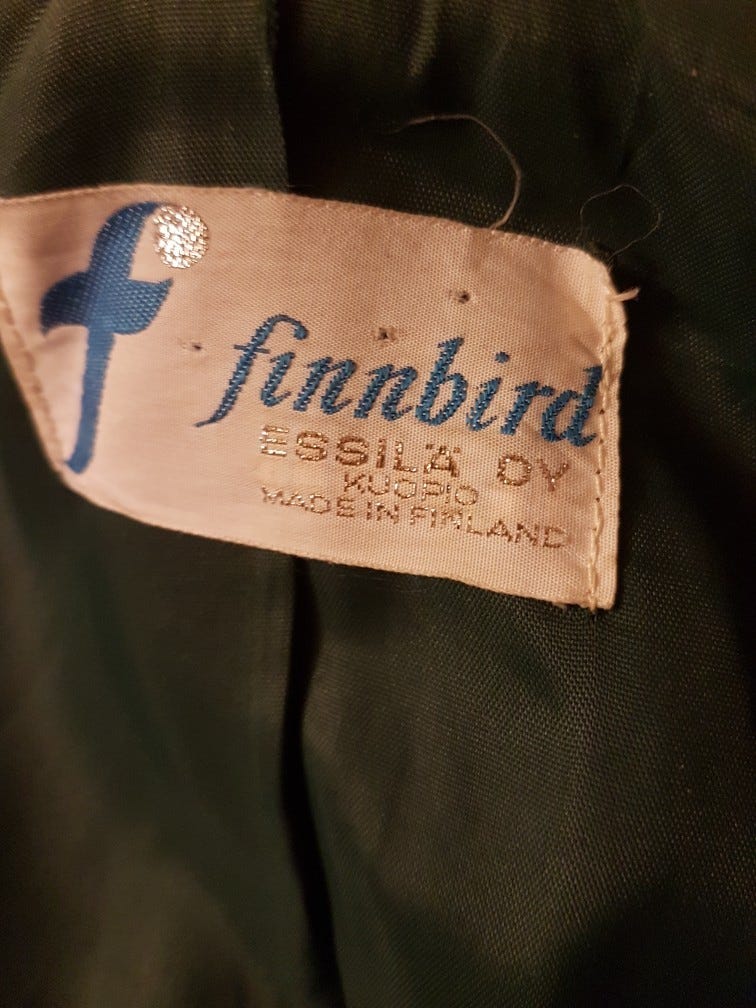 f
finnbird
ESSILÄ OY
KUOPIO
MADE IN FINLAND